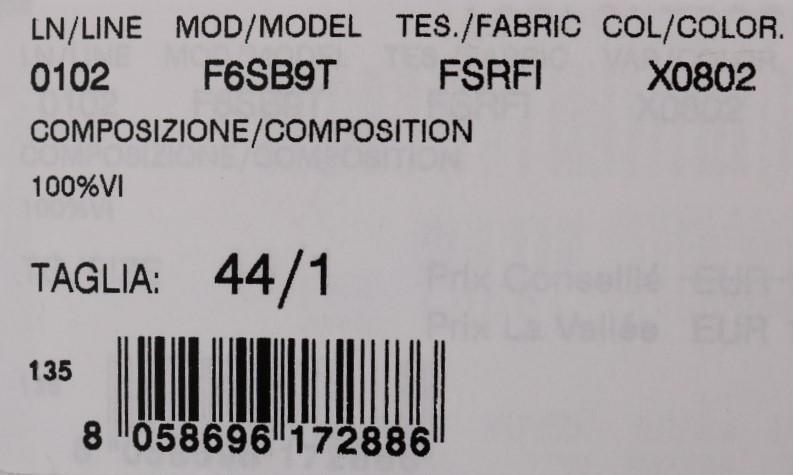 LN/LINE MOD/MODEL TES./FABRIC COL/COLOR.
0102 F6SB9T FSRFI X0802
COMPOSIZIONE/COMPOSITION
100%VI
TAGLIA: 44/1
Prix Conseillé EUR
Prix La Vallée EUR
135
8 058696 172886